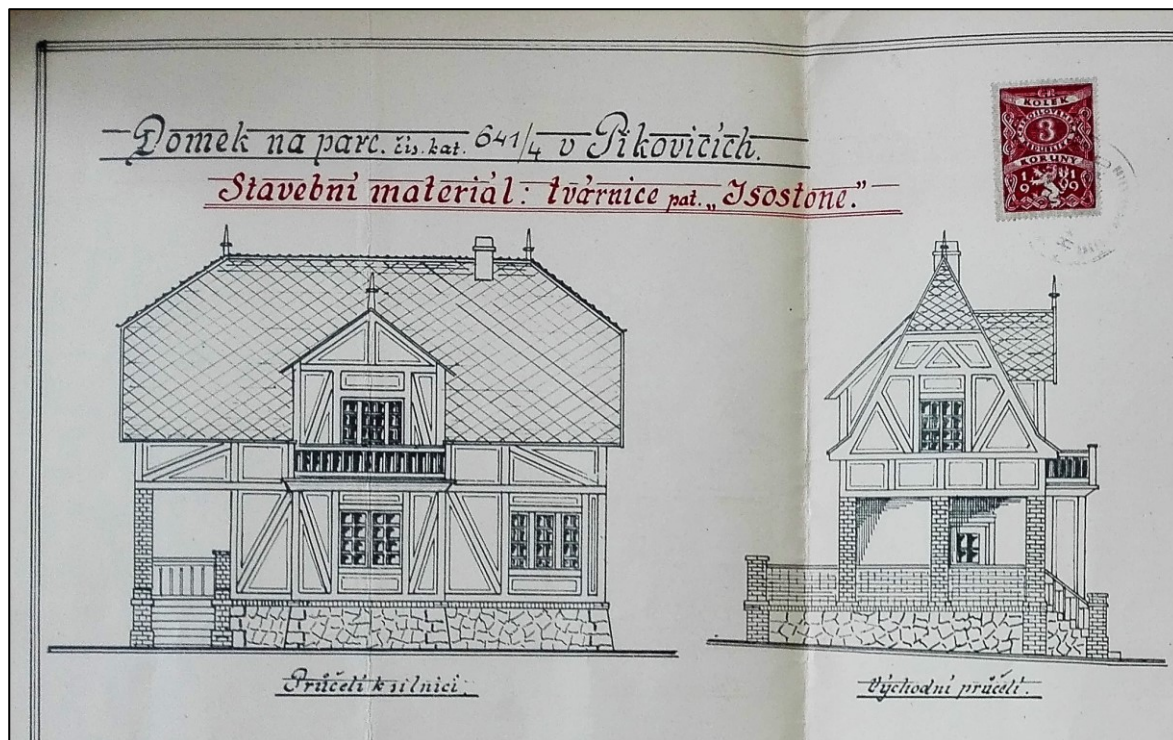 Domek na parc. čís. kat. 641/4 v Pikovicích.
Stavební materiál: tvárnice pat. „Isostone."
KOLEK
3
KORUNY
1919
Průčelí k silnici.
Východní průčelí.